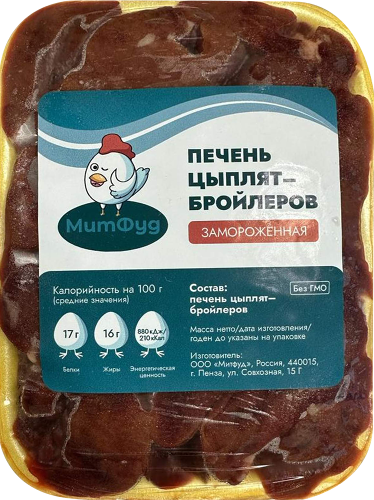 ПЕЧЕНЬ
ЦЫПЛЯТ–
БРОЙЛЕРОВ
ЗАМОРОЖЕННАЯ
МитФуд
Калорийность на 100 г
(средние значения)
17 г
16 г
880 кДж/
210 кКал
Белки
Жиры
Энергетическая
ценность
Состав:
печень цыплят–
бройлеров
Без ГМО
Масса нетто/дата изготовления/
годен до указаны на упаковке
Изготовитель:
ООО «Митфуд», Россия, 440015,
г. Пенза, ул. Совхозная, 15 Г